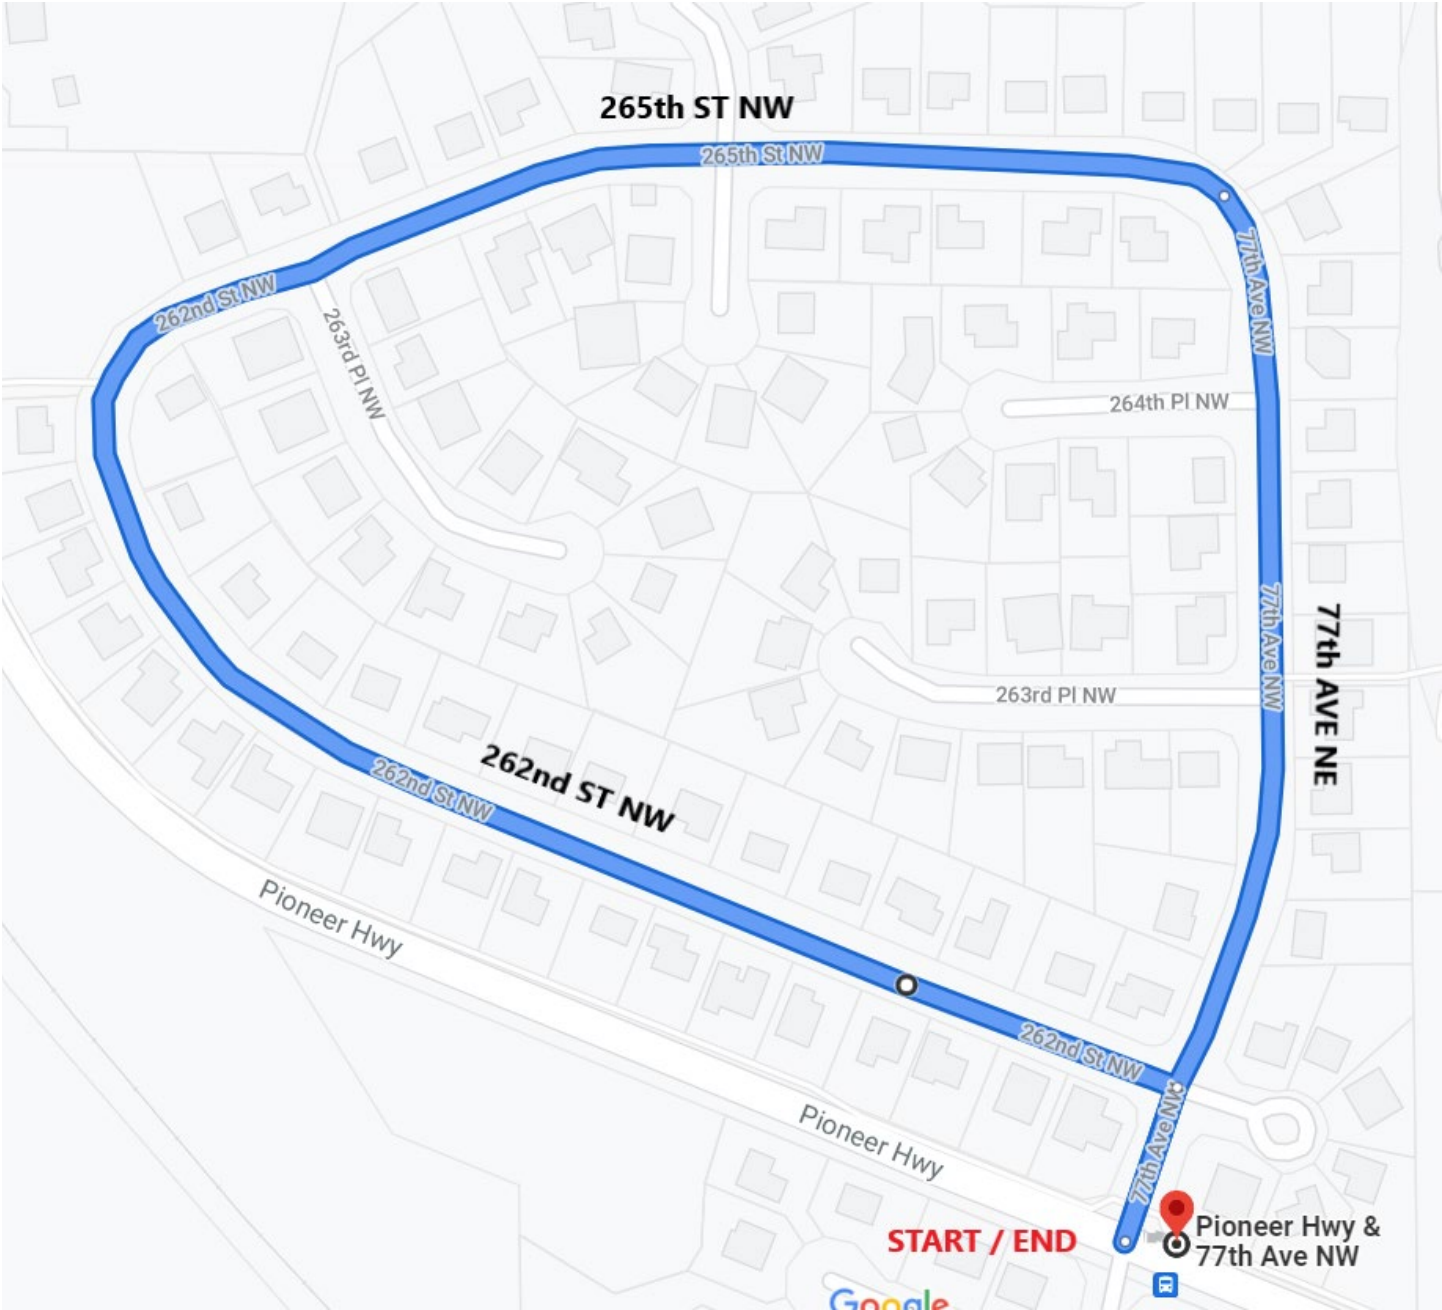 265th ST NW
265th St NW
77th Ave NW
262nd St NW
263rd Pl NW
264th Pl NW
77th Ave NW
77th AVE NE
263rd Pl NW
262nd ST NW
262nd St NW
Pioneer Hwy
262nd St NW
77th Ave NW
Pioneer Hwy
START / END
Pioneer Hwy &
77th Ave NW
Google